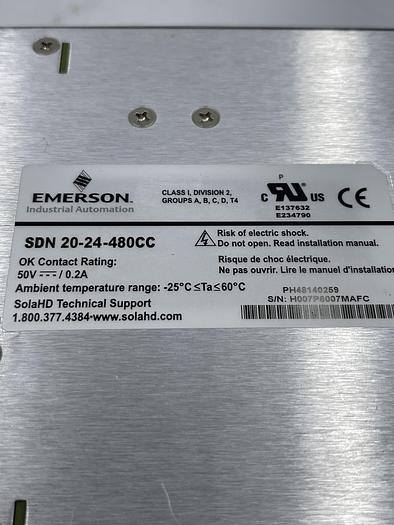 EMERSON
Industrial Automation
CLASS I, DIVISION 2,
GROUPS A, B, C, D, T4
P
C UR US
E137632
E234790
CE
SDN 20-24-480CC
OK Contact Rating:
50V ⎓ / 0.2A
Ambient temperature range: -25°C ≤Ta≤60°C
SolaHD Technical Support
1.800.377.4384·www.solahd.com
Risk of electric shock.
Do not open. Read installation manual.
Risque de choc électrique.
Ne pas ouvrir. Lire le manuel d'installation
PH48140259
S/N: H007P6007MAFC